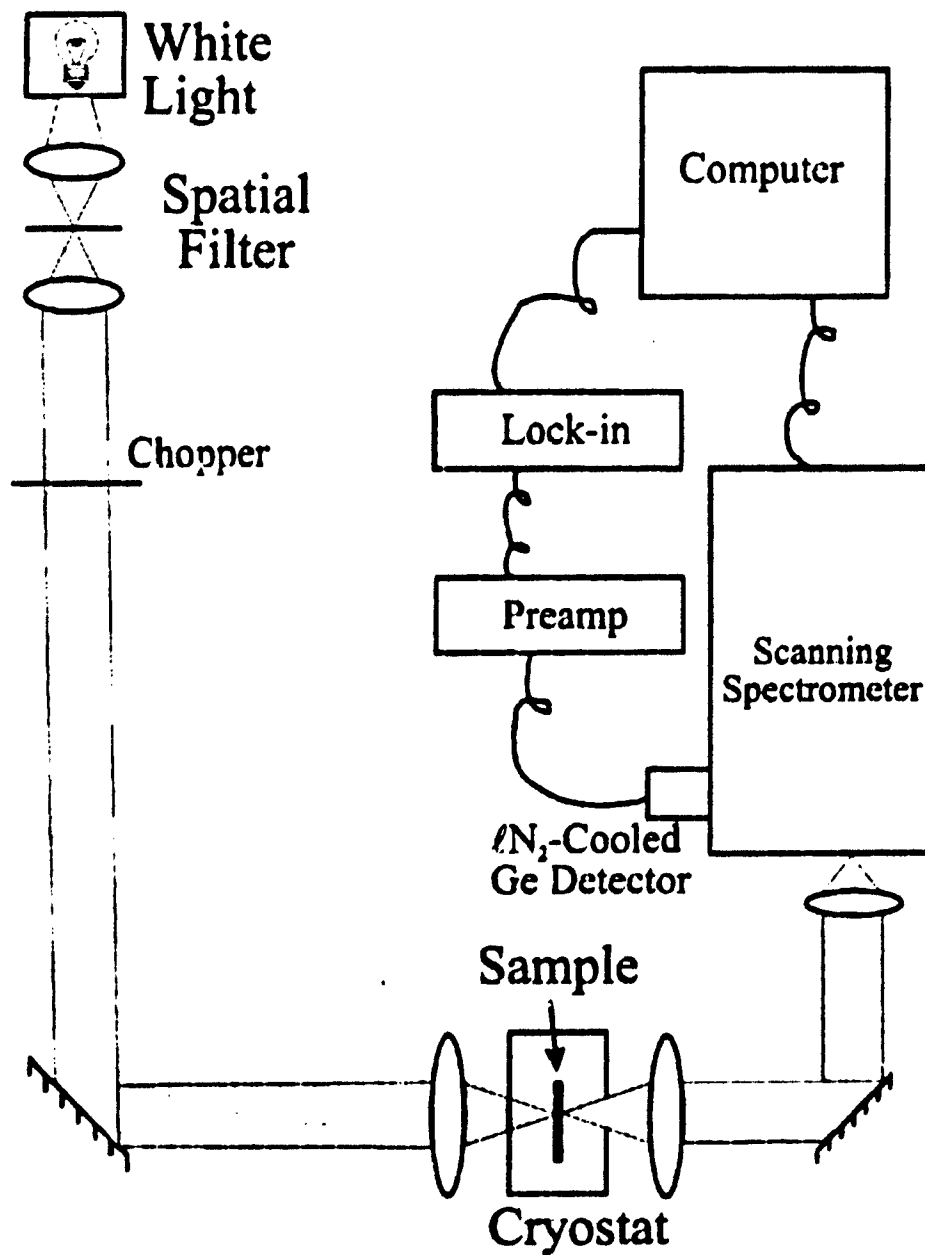 White
Light
Spatial
Filter
Chopper
Computer
Lock-in
Preamp
Scanning
Spectrometer
ℓN₂-Cooled
Ge Detector
Sample
Cryostat